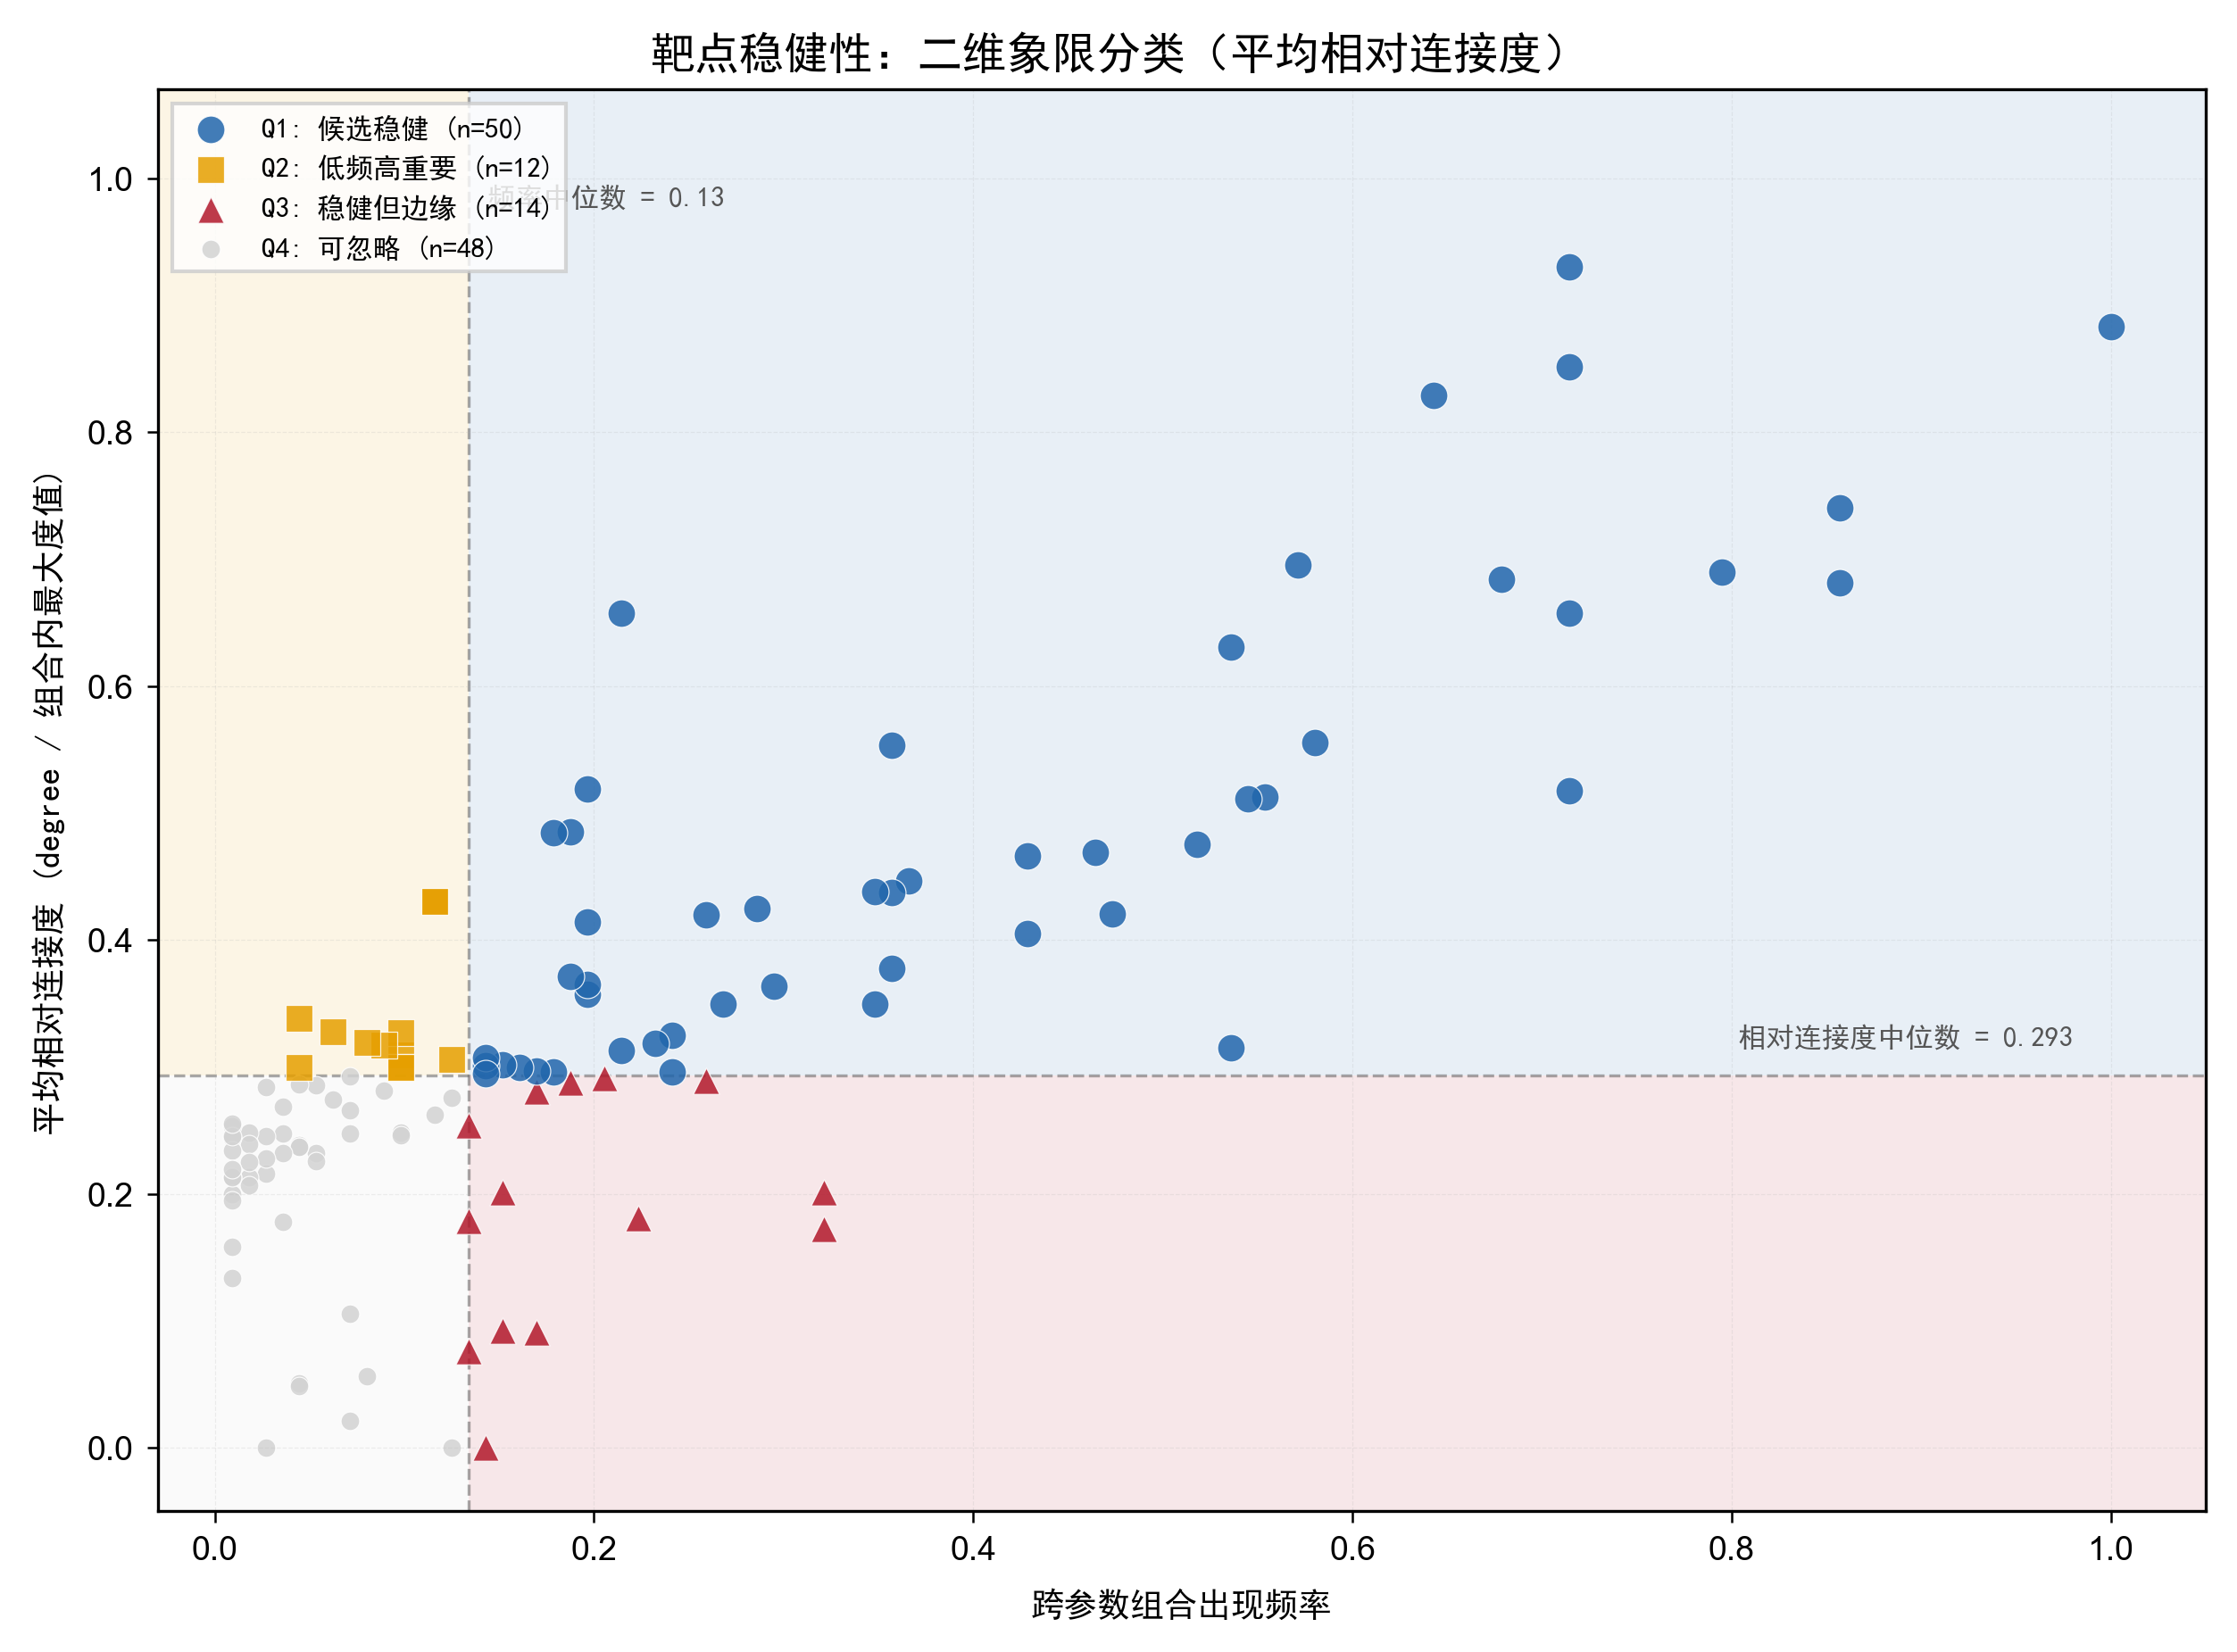 靶点稳健性：二维象限分类（平均相对连接度）
Q1: 候选稳健 (n=50)
Q2: 低频高重要 (n=12)
Q3: 稳健但边缘 (n=14)
Q4: 可忽略 (n=48)
频率中位数 = 0.13
相对连接度中位数 = 0.293
平均相对连接度 (degree / 组合内最大度值)
1.0
0.8
0.6
0.4
0.2
0.0
0.0 0.2 0.4 0.6 0.8 1.0
跨参数组合出现频率